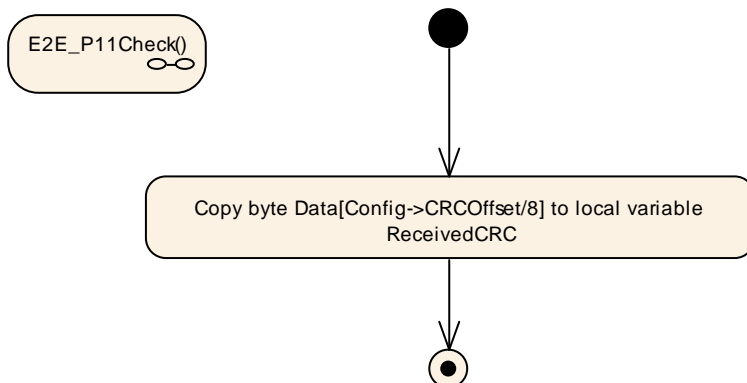 E2E_P11Check()
Copy byte Data[Config->CRCOffset/8] to local variable
ReceivedCRC